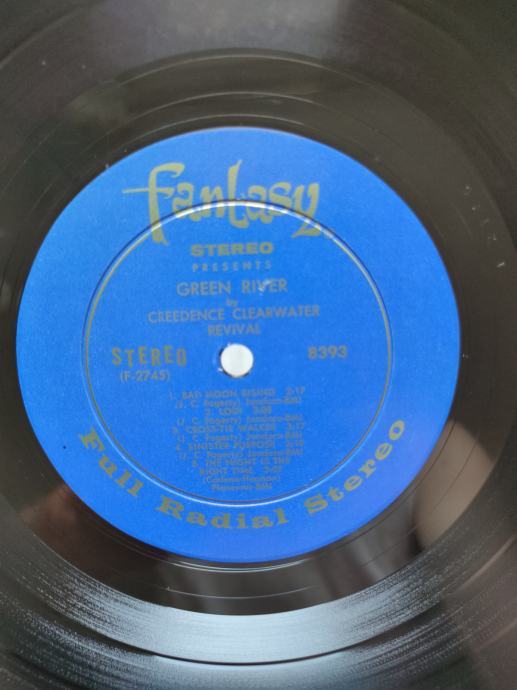 fantasy
STEREO
PRESENTS
GREEN RIVER
by
CREEDENCE CLEARWATER
REVIVAL
STEREO 8393
(F-2745)
1. BAD MOON RISING 2:17
(J. C. Fogerty) Jondora-BMI
2. LODI 3:08
(J. C. Fogerty) Jondora-BMI
3. CROSS-TIE WALKER 3:17
(J. C. Fogerty) Jondora-BMI
4. SINISTER PURPOSE
(J. C. Fogerty) Jondora-BMI
5. THE NIGHT IS THE
RIGHT TIME 3:07
BMI
Full Radial Stereo